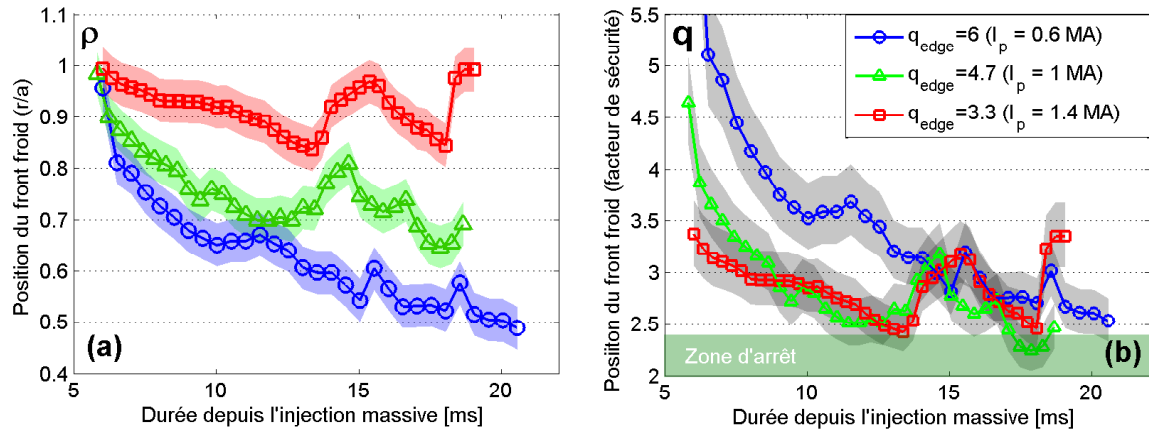 ρ
Position du front froid (r/a)
1.1
1
0.9
0.8
0.7
0.6
0.5
0.4
5
10
15
20
(a)
Durée depuis l'injection massive [ms]
q
Position du front froid (facteur de sécurité)
5.5
5
4.5
4
3.5
3
2.5
2
5
10
15
20
q_edge=6 (I_p = 0.6 MA)
q_edge=4.7 (I_p = 1 MA)
q_edge=3.3 (I_p = 1.4 MA)
Zone d'arrêt
(b)
Durée depuis l'injection massive [ms]